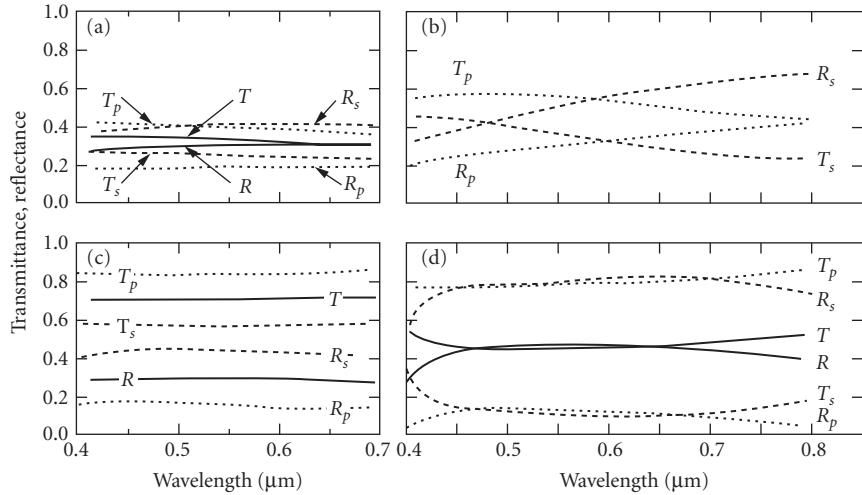 Transmittance, reflectance
(a)
1.0
0.8
0.6
0.4
0.2
0.0
T_p
T
R_s
T_s
R
R_p
(b)
T_p
R_s
R_p
T_s
(c)
1.0
0.8
0.6
0.4
0.2
0.0
T_p
T
T_s
R_s
R
R_p
0.4 0.5 0.6 0.7
Wavelength (μm)
(d)
T_p
R_s
T
R
T_s
R_p
0.4 0.5 0.6 0.7 0.8
Wavelength (μm)